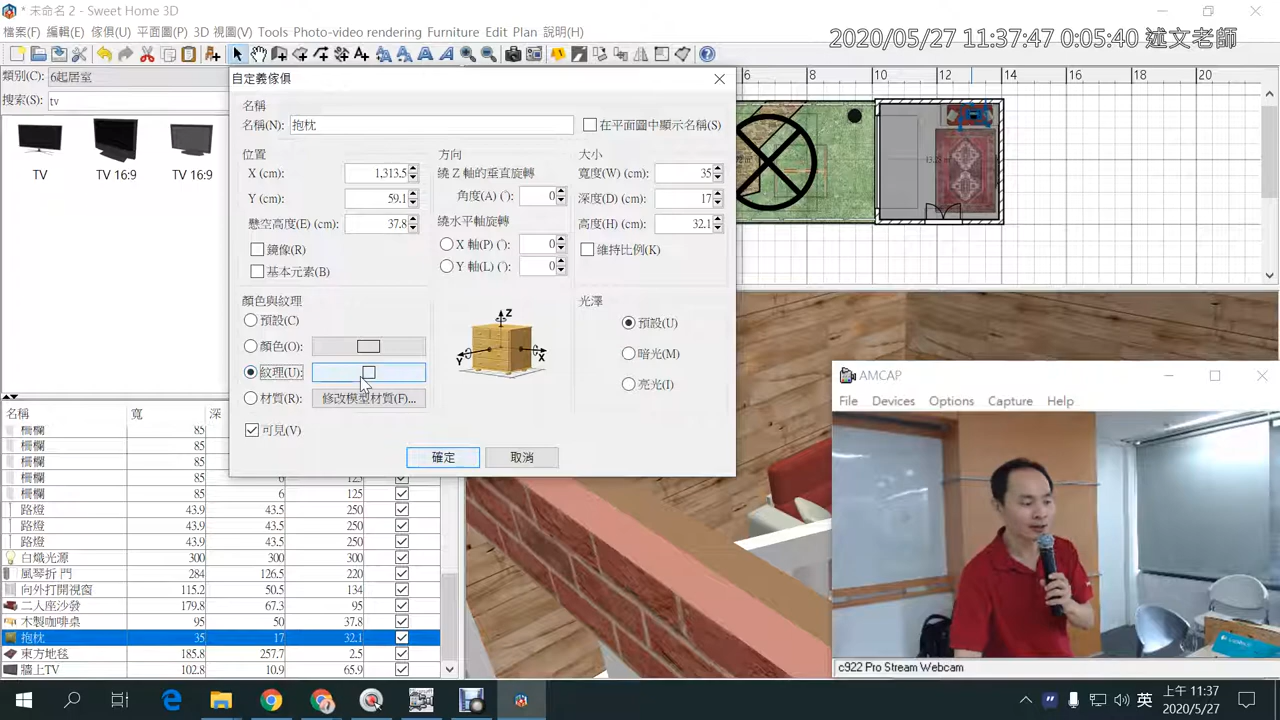 * 未命名 2 - Sweet Home 3D
檔案(F) 編輯(E) 傢俱(U) 平面圖(P) 3D 視圖(V) Tools Photo-video rendering Furniture Edit Plan 說明(H)
2020/05/27 11:37:47 0:05:40 述文老師
類別(C): 6起居室
搜索(S): tv
TV TV 16:9 TV 16:9
自定義傢俱
名稱
名稱(N): 抱枕
在平面圖中顯示名稱(S)
位置
X (cm): 1,313.5
Y (cm): 59.1
懸空高度(E) (cm): 37.8
鏡像(R)
基本元素(B)
方向
繞 Z 軸的垂直旋轉
角度(A) (°): 0
繞水平軸旋轉
X 軸(P) (°): 0
Y 軸(L) (°): 0
大小
寬度(W) (cm): 35
深度(D) (cm): 17
高度(H) (cm): 32.1
維持比例(K)
顏色與紋理
預設(C)
顏色(O):
紋理(U):
材質(R): 修改模型材質(F)...
可見(V)
Z
Y
X
光澤
預設(U)
暗光(M)
亮光(I)
確定 取消
6 8 10 12 14 16 18 20
名稱 寬 深
柵欄 85
柵欄 85
柵欄 85
柵欄 85 6 125
柵欄 85 6 125
路燈 43.9 43.5 250
路燈 43.9 43.5 250
路燈 43.9 43.5 250
白熾光源 300 300 300
風琴折 門 284 126.5 220
向外打開視窗 115.2 50.5 134
二人座沙發 179.8 67.3 95
木製咖啡桌 95 50 37.8
抱枕 35 17 32.1
東方地毯 185.8 257.7 2.5
牆上TV 102.8 10.9 65.9
AMCAP
File Devices Options Capture Help
c922 Pro Stream Webcam
英
上午 11:37
2020/5/27